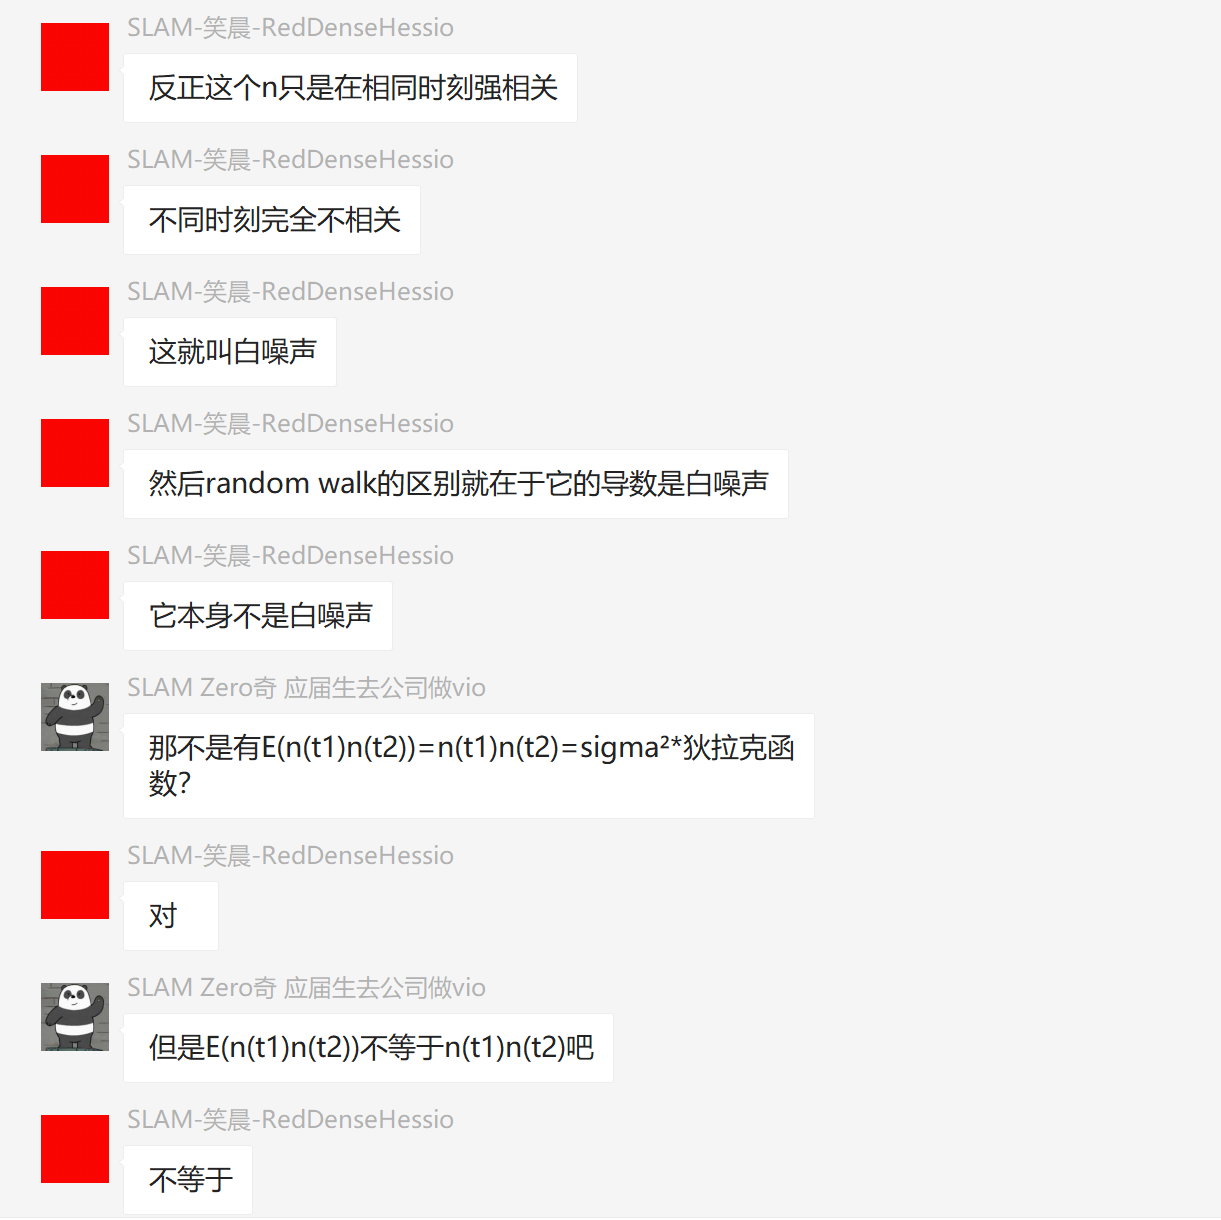 SLAM-笑晨-RedDenseHessio
反正这个n只是在相同时刻强相关
SLAM-笑晨-RedDenseHessio
不同时刻完全不相关
SLAM-笑晨-RedDenseHessio
这就叫白噪声
SLAM-笑晨-RedDenseHessio
然后random walk的区别就在于它的导数是白噪声
SLAM-笑晨-RedDenseHessio
它本身不是白噪声
SLAM Zero奇 应届生去公司做vio
那不是有E(n(t1)n(t2))=n(t1)n(t2)=sigma²*狄拉克函
数？
SLAM-笑晨-RedDenseHessio
对
SLAM Zero奇 应届生去公司做vio
但是E(n(t1)n(t2))不等于n(t1)n(t2)吧
SLAM-笑晨-RedDenseHessio
不等于